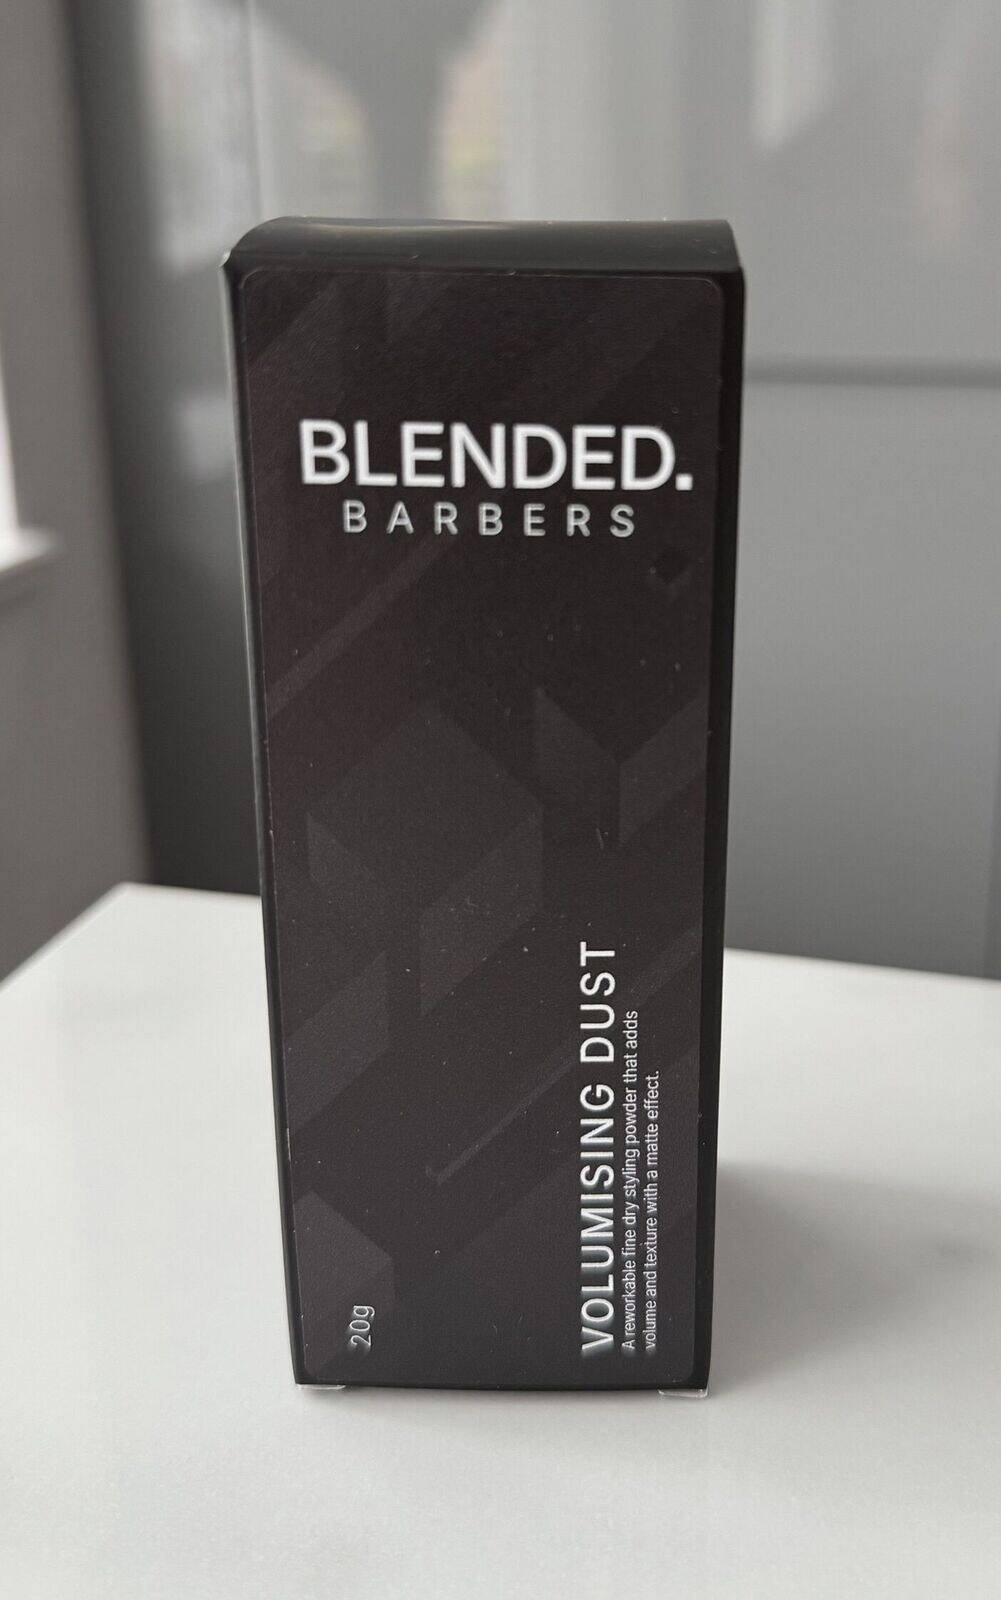 BLENDED.
BARBERS
VOLUMISING DUST
A reworkable fine dry styling powder that adds
volume and texture with a matte effect.
20g